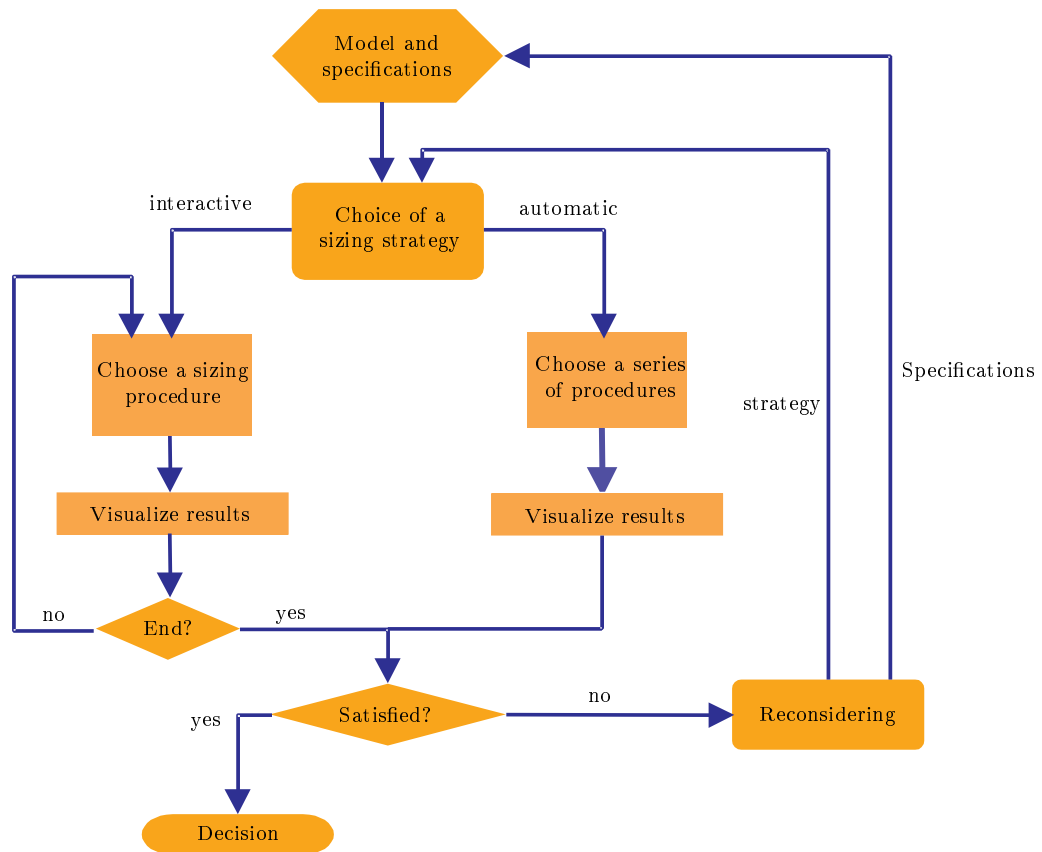 Model and
specifications
interactive
automatic
Choice of a
sizing strategy
Choose a sizing
procedure
Choose a series
of procedures
Specifications
strategy
Visualize results
Visualize results
no
End?
yes
Satisfied?
yes
no
Reconsidering
Decision